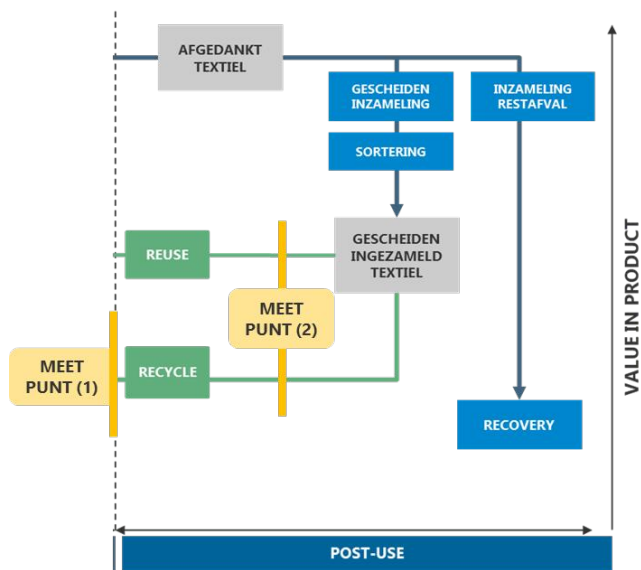 AFGEDANKT
TEXTIEL
GESCHEIDEN
INZAMELING
INZAMELING
RESTAFVAL
SORTERING
GESCHEIDEN
INGEZAMELD
TEXTIEL
REUSE
MEET
PUNT (2)
MEET
PUNT (1)
RECYCLE
RECOVERY
VALUE IN PRODUCT
POST-USE